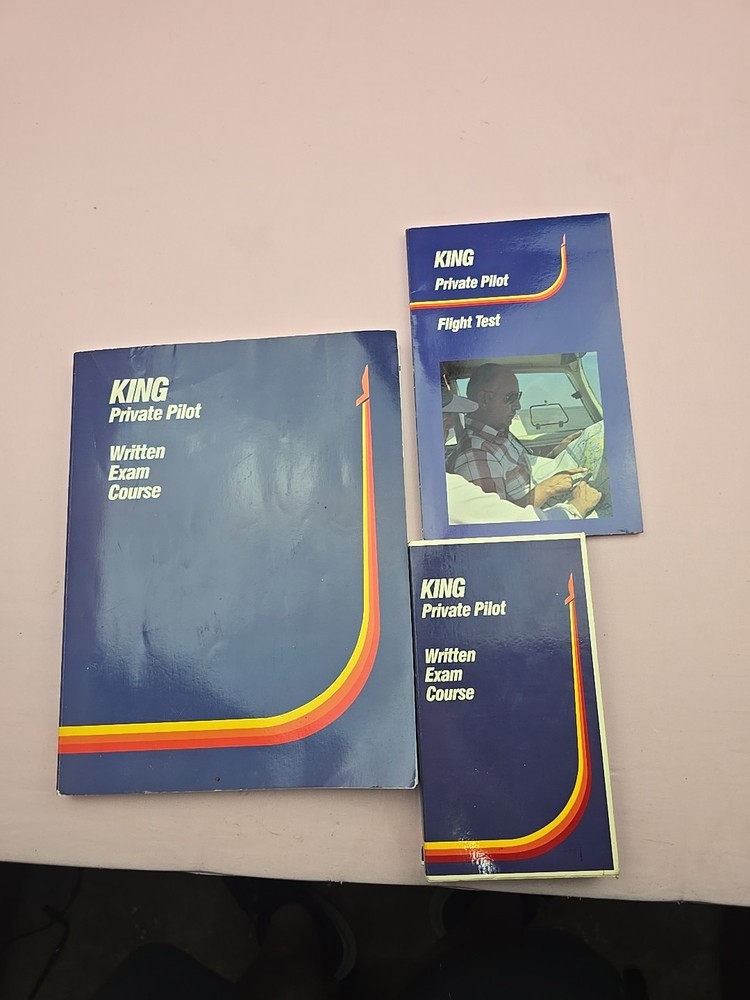 KING
Private Pilot
Flight Test
KING
Private Pilot
Written
Exam
Course
KING
Private Pilot
Written
Exam
Course